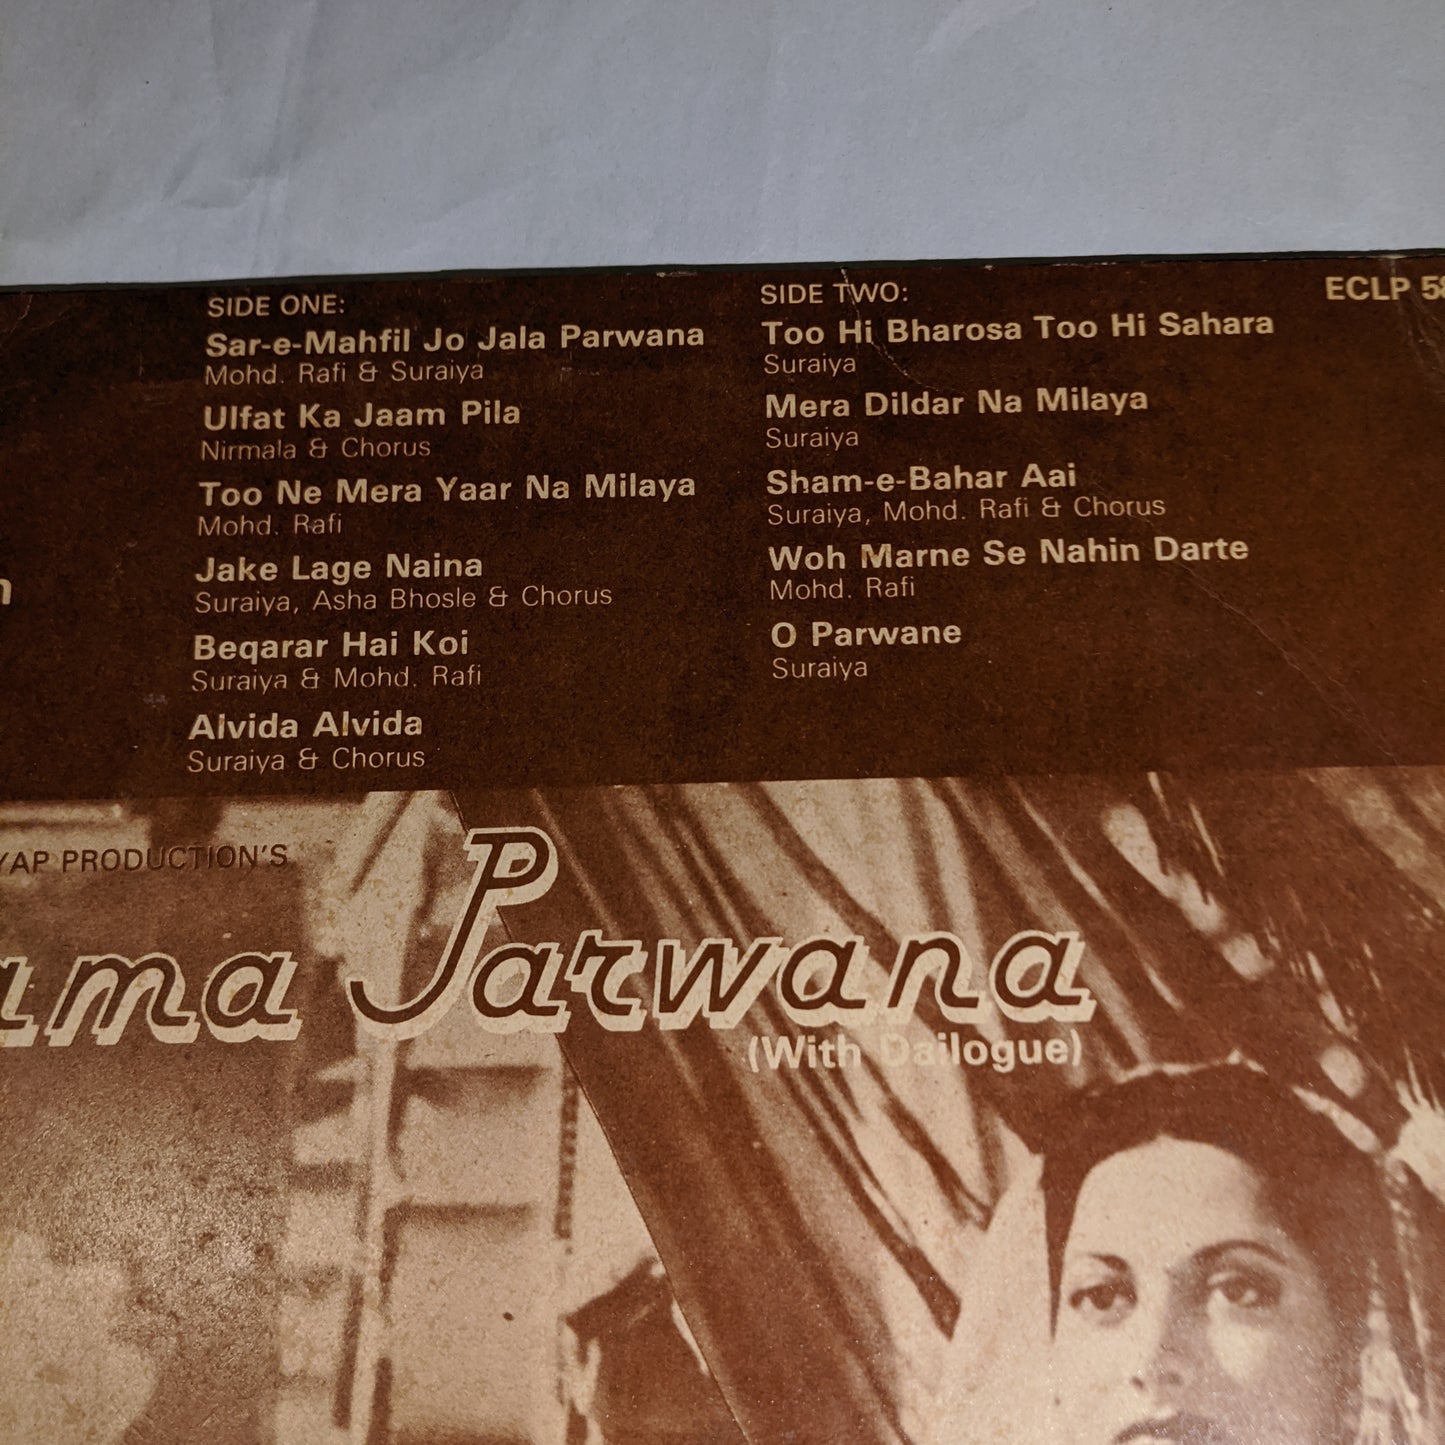 SIDE ONE:
Sar-e-Mahfil Jo Jala Parwana
Mohd. Rafi & Suraiya
Ulfat Ka Jaam Pila
Nirmala & Chorus
Too Ne Mera Yaar Na Milaya
Mohd. Rafi
Jake Lage Naina
Suraiya, Asha Bhosle & Chorus
Beqarar Hai Koi
Suraiya & Mohd. Rafi
Alvida Alvida
Suraiya & Chorus
SIDE TWO:
Too Hi Bharosa Too Hi Sahara
Suraiya
Mera Dildar Na Milaya
Suraiya
Sham-e-Bahar Aai
Suraiya, Mohd. Rafi & Chorus
Woh Marne Se Nahin Darte
Mohd. Rafi
O Parwane
Suraiya
ECLP 58
YAP PRODUCTION'S
ama Parwana
(With Dailogue)